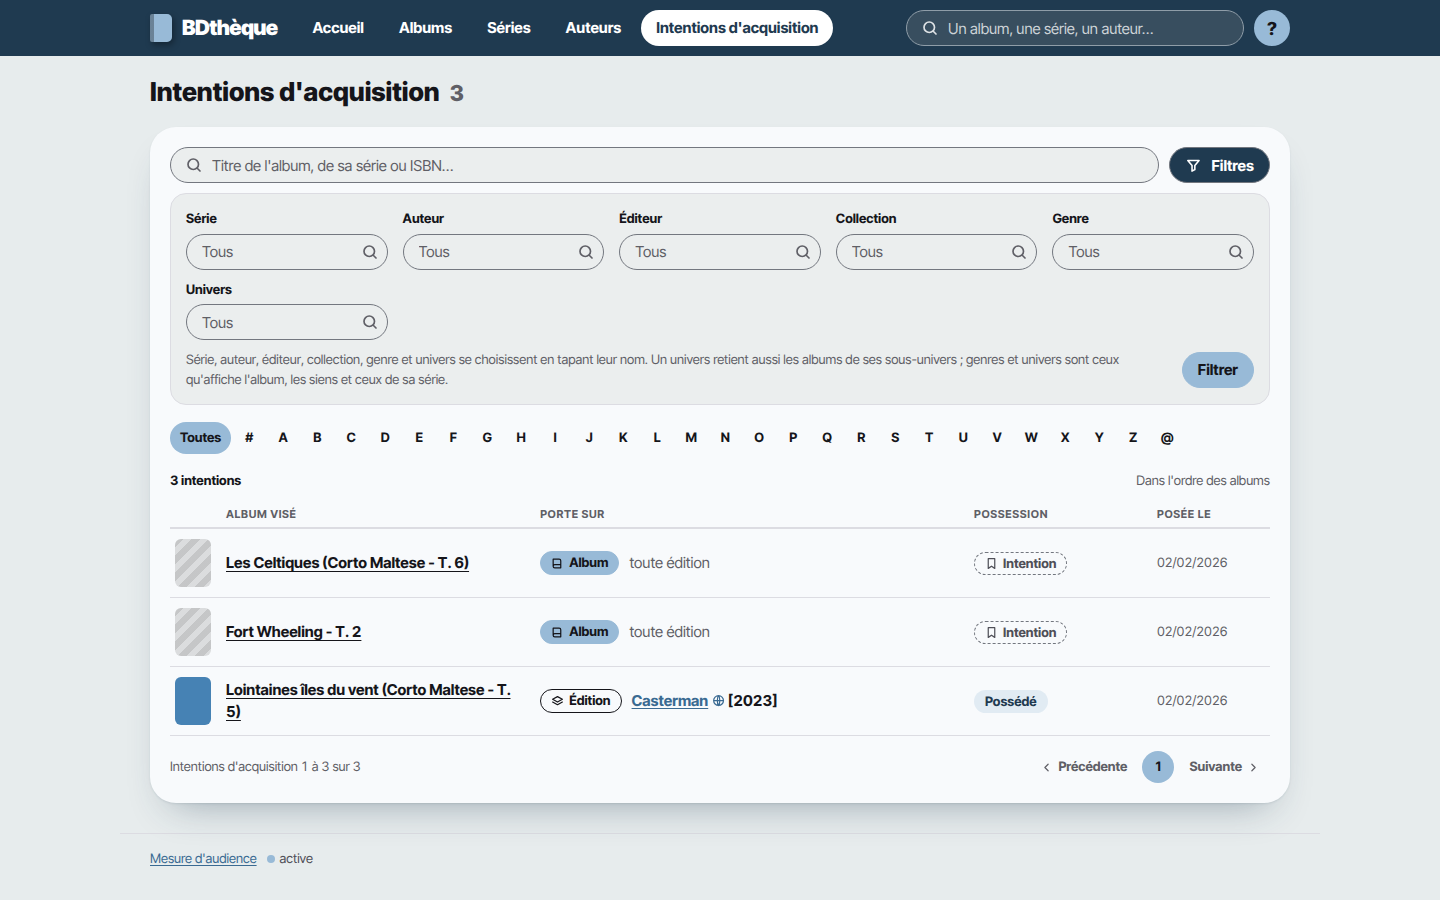 BDthèque Accueil Albums Séries Auteurs Intentions d'acquisition Un album, une série, un auteur... ?
Intentions d'acquisition 3
Titre de l'album, de sa série ou ISBN... Filtres
Série Auteur Éditeur Collection Genre
Tous Tous Tous Tous Tous
Univers
Tous
Série, auteur, éditeur, collection, genre et univers se choisissent en tapant leur nom. Un univers retient aussi les albums de ses sous-univers ; genres et univers sont ceux
qu'affiche l'album, les siens et ceux de sa série.
Filtrer
Toutes # A B C D E F G H I J K L M N O P Q R S T U V W X Y Z @
3 intentions Dans l'ordre des albums
ALBUM VISÉ PORTE SUR POSSESSION POSÉE LE
Les Celtiques (Corto Maltese - T. 6) Album toute édition Intention 02/02/2026
Fort Wheeling - T. 2 Album toute édition Intention 02/02/2026
Lointaines îles du vent (Corto Maltese - T.
5) Édition Casterman [2023] Possédé 02/02/2026
Intentions d'acquisition 1 à 3 sur 3 Précédente 1 Suivante
Mesure d'audience active